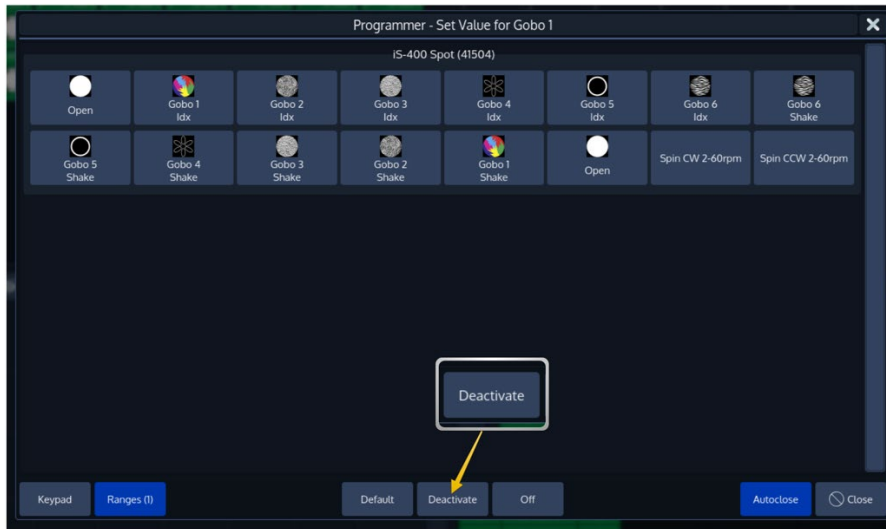 Programmer - Set Value for Gobo 1
iS-400 Spot (41504)
Open
Gobo 1
Idx
Gobo 2
Idx
Gobo 3
Idx
Gobo 4
Idx
Gobo 5
Idx
Gobo 6
Idx
Gobo 6
Shake
Gobo 5
Shake
Gobo 4
Shake
Gobo 3
Shake
Gobo 2
Shake
Gobo 1
Shake
Open
Spin CW 2-60rpm
Spin CCW 2-60rpm
Deactivate
Keypad
Ranges (1)
Default
Deactivate
Off
Autoclose
Close